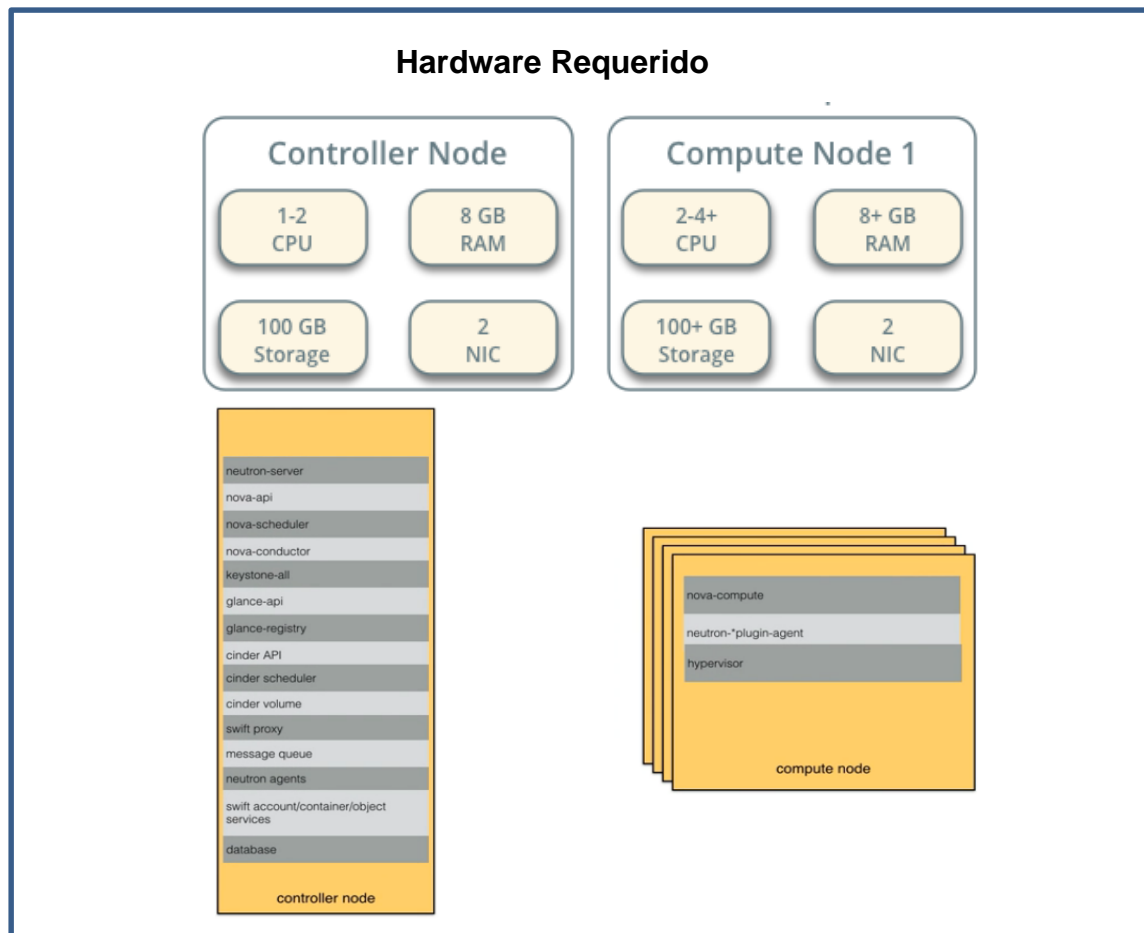 Hardware Requerido
Controller Node
1-2
CPU
8 GB
RAM
100 GB
Storage
2
NIC
Compute Node 1
2-4+
CPU
8+ GB
RAM
100+ GB
Storage
2
NIC
neutron-server
nova-api
nova-scheduler
nova-conductor
keystone-all
glance-api
glance-registry
cinder API
cinder scheduler
cinder volume
swift proxy
message queue
neutron agents
swift account/container/object
services
database
controller node
nova-compute
neutron-*plugin-agent
hypervisor
compute node